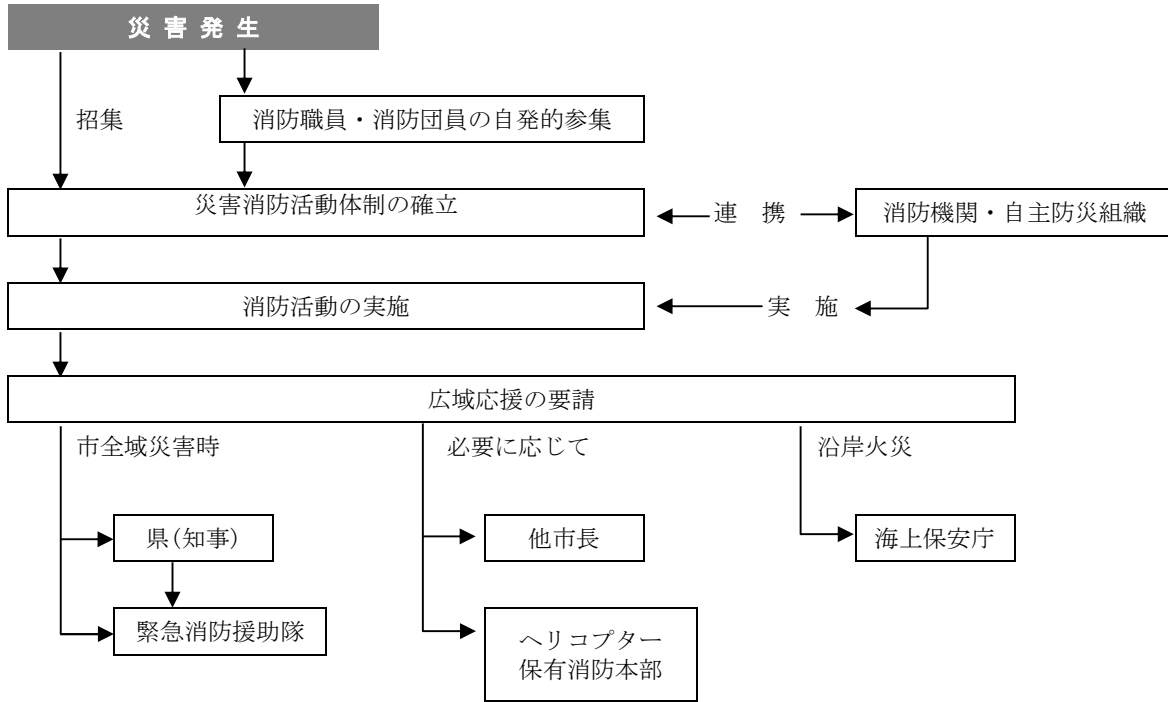 災 害 発 生
招集
消防職員・消防団員の自発的参集
災害消防活動体制の確立
連 携
消防機関・自主防災組織
消防活動の実施
実 施
広域応援の要請
市全域災害時
必要に応じて
沿岸火災
県(知事)
他市長
海上保安庁
緊急消防援助隊
ヘリコプター
保有消防本部